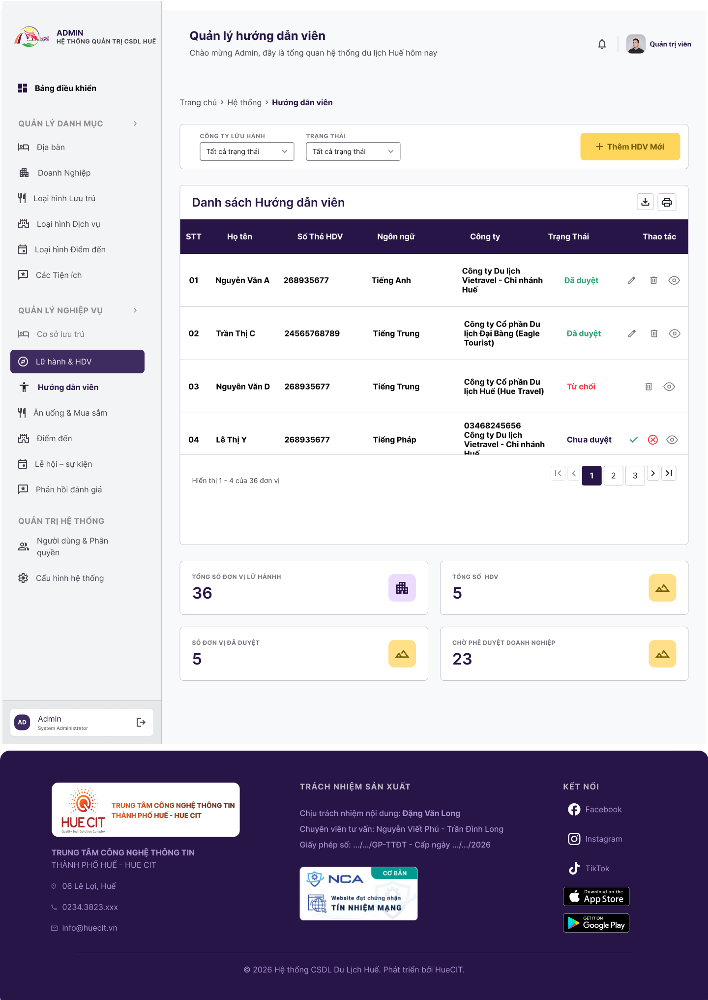 ADMIN
HỆ THỐNG QUẢN TRỊ CSDL HUẾ
Bảng điều khiển
QUẢN LÝ DANH MỤC
Địa bàn
Doanh Nghiệp
Loại hình Lưu trú
Loại hình Dịch vụ
Loại hình Điểm đến
Các Tiện ích
QUẢN LÝ NGHIỆP VỤ
Cơ sở lưu trú
Lữ hành & HDV
Hướng dẫn viên
Ăn uống & Mua sắm
Điểm đến
Lễ hội – sự kiện
Phản hồi đánh giá
QUẢN TRỊ HỆ THỐNG
Người dùng & Phân
quyền
Cấu hình hệ thống
AD
Admin
System Administrator
Quản lý hướng dẫn viên
Chào mừng Admin, đây là tổng quan hệ thống du lịch Huế hôm nay
Quản trị viên
Trang chủ > Hệ thống > Hướng dẫn viên
CÔNG TY LỮU HÀNH
Tất cả trạng thái
TRẠNG THÁI
Tất cả trạng thái
Thêm HDV Mới
Danh sách Hướng dẫn viên
STT Họ tên Số Thẻ HDV Ngôn ngữ Công ty Trạng Thái Thao tác
01 Nguyễn Văn A 268935677 Tiếng Anh
Công ty Du lịch
Vietravel - Chi nhánh
Huế
Đã duyệt
02 Trần Thị C 24565768789 Tiếng Trung
Công ty Cổ phần Du
lịch Đại Bàng (Eagle
Tourist)
Đã duyệt
03 Nguyễn Văn D 268935677 Tiếng Trung
Công ty Cổ phần Du
lịch Huế (Hue Travel)
Từ chối
04 Lê Thị Y 268935677 Tiếng Pháp
03468245656
Công ty Du lịch
Vietravel - Chi nhánh
Huế
Chưa duyệt
Hiển thị 1 - 4 của 36 đơn vị
1 2 3
TỔNG SỐ ĐƠN VỊ LỮ HÀNHH
36
TỔNG SỐ HDV
5
SỐ ĐƠN VỊ ĐÃ DUYỆT
5
CHỜ PHÊ DUYỆT DOANH NGHIỆP
23
HUE CIT
Quality Tech Solution Complex
TRUNG TÂM CÔNG NGHỆ THÔNG TIN
THÀNH PHỐ HUẾ - HUE CIT
TRUNG TÂM CÔNG NGHỆ THÔNG TIN
THÀNH PHỐ HUẾ - HUE CIT
06 Lê Lợi, Huế
0234.3823.xxx
info@huecit.vn
TRÁCH NHIỆM SẢN XUẤT
Chịu trách nhiệm nội dung: Đặng Văn Long
Chuyên viên tư vấn: Nguyễn Viết Phú - Trần Đình Long
Giấy phép số: .../.../GP-TTĐT - Cấp ngày .../.../2026
NCA
CƠ BẢN
Website đạt chứng nhận
TÍN NHIỆM MẠNG
KẾT NỐI
Facebook
Instagram
TikTok
Download on the
App Store
GET IT ON
Google Play
© 2026 Hệ thống CSDL Du Lịch Huế. Phát triển bởi HueCIT.